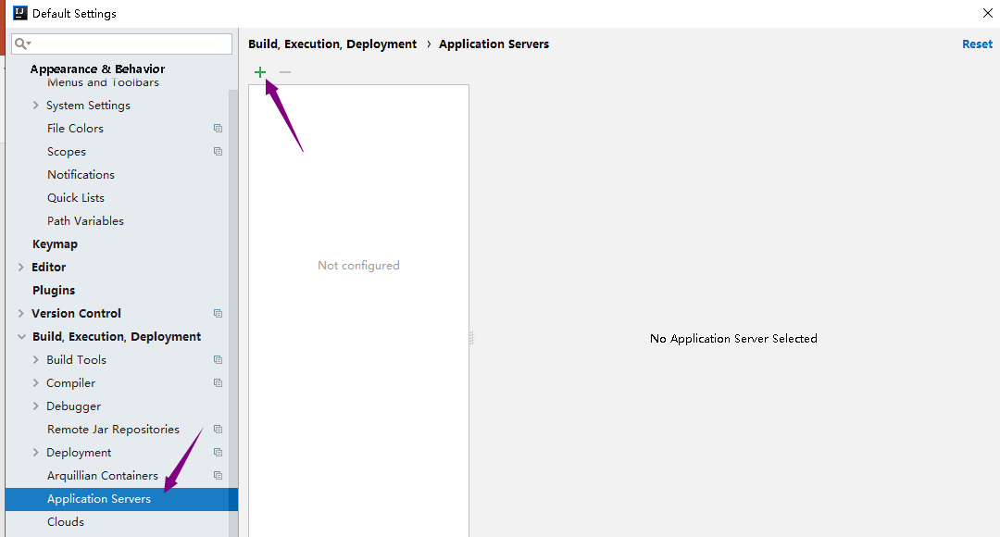 IJ
Default Settings
Build, Execution, Deployment › Application Servers
Reset
Appearance & Behavior
Menus and Toolbars
System Settings
File Colors
Scopes
Notifications
Quick Lists
Path Variables
Keymap
Editor
Plugins
Version Control
Build, Execution, Deployment
Build Tools
Compiler
Debugger
Remote Jar Repositories
Deployment
Arquillian Containers
Application Servers
Clouds
Not configured
No Application Server Selected